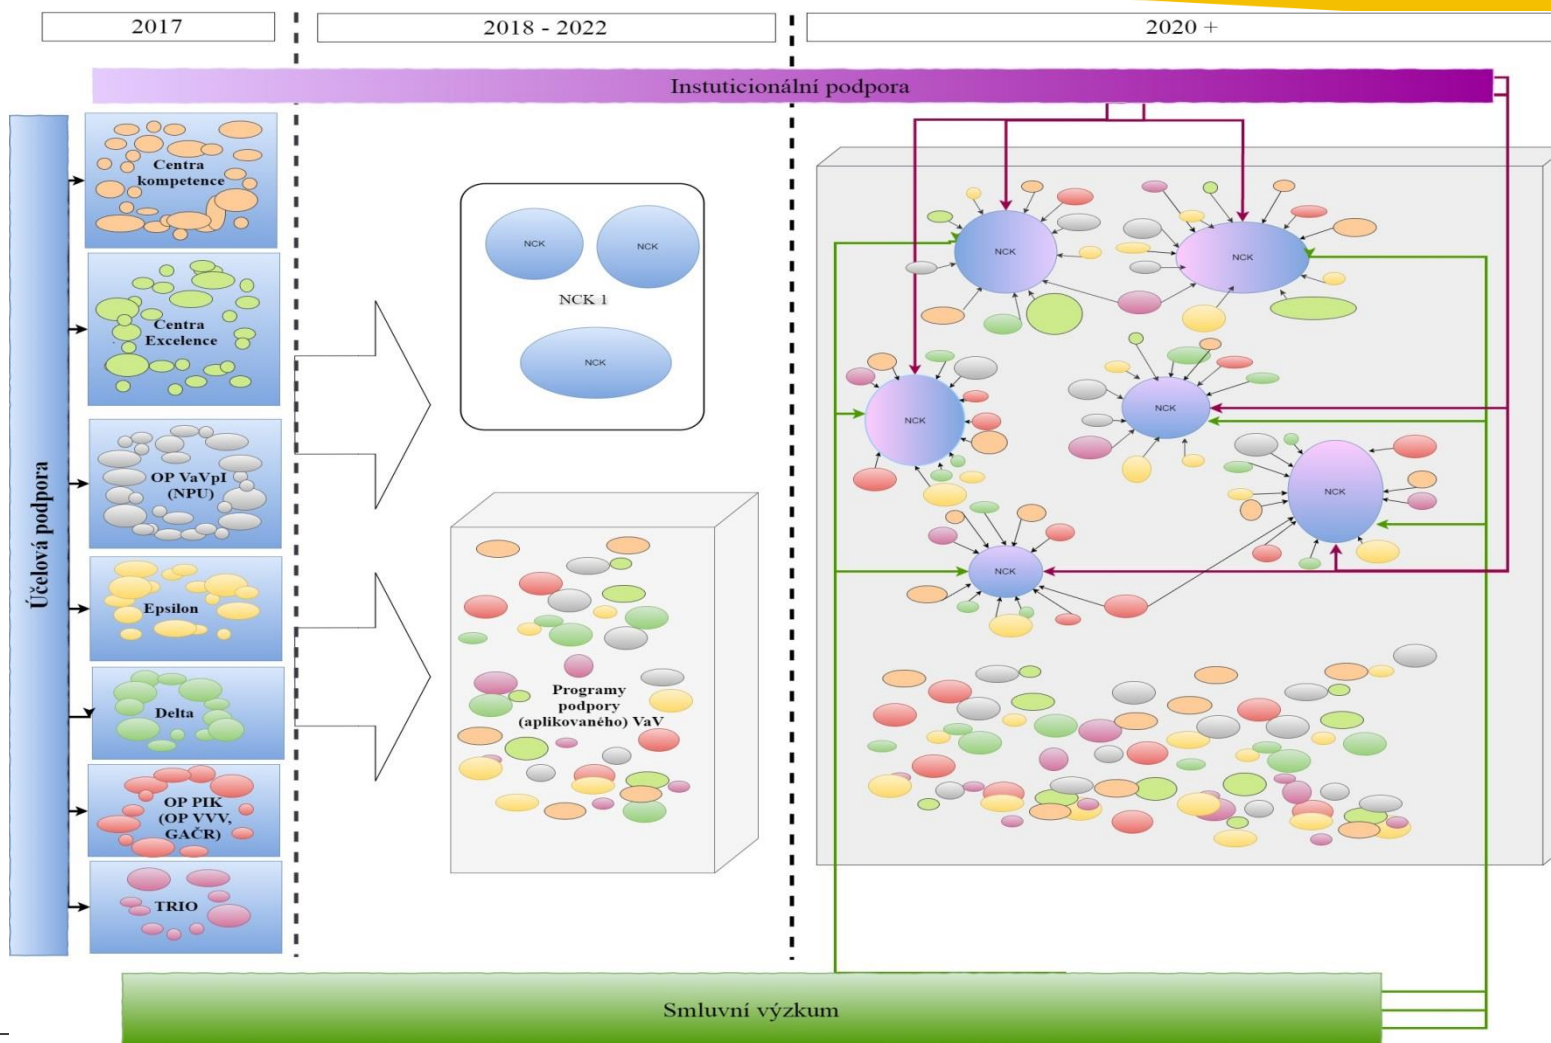 2017
2018 - 2022
2020 +
Instuticionální podpora
Účelová podpora
Centra
kompetence
Centra
Excelence
OP VaVpI
(NPU)
Epsilon
Delta
OP PIK
(OP VVV,
GAČR)
TRIO
NCK
NCK
NCK 1
NCK
Programy
podpory
(aplikovaného) VaV
NCK
NCK
NCK
NCK
NCK
NCK
Smluvní výzkum